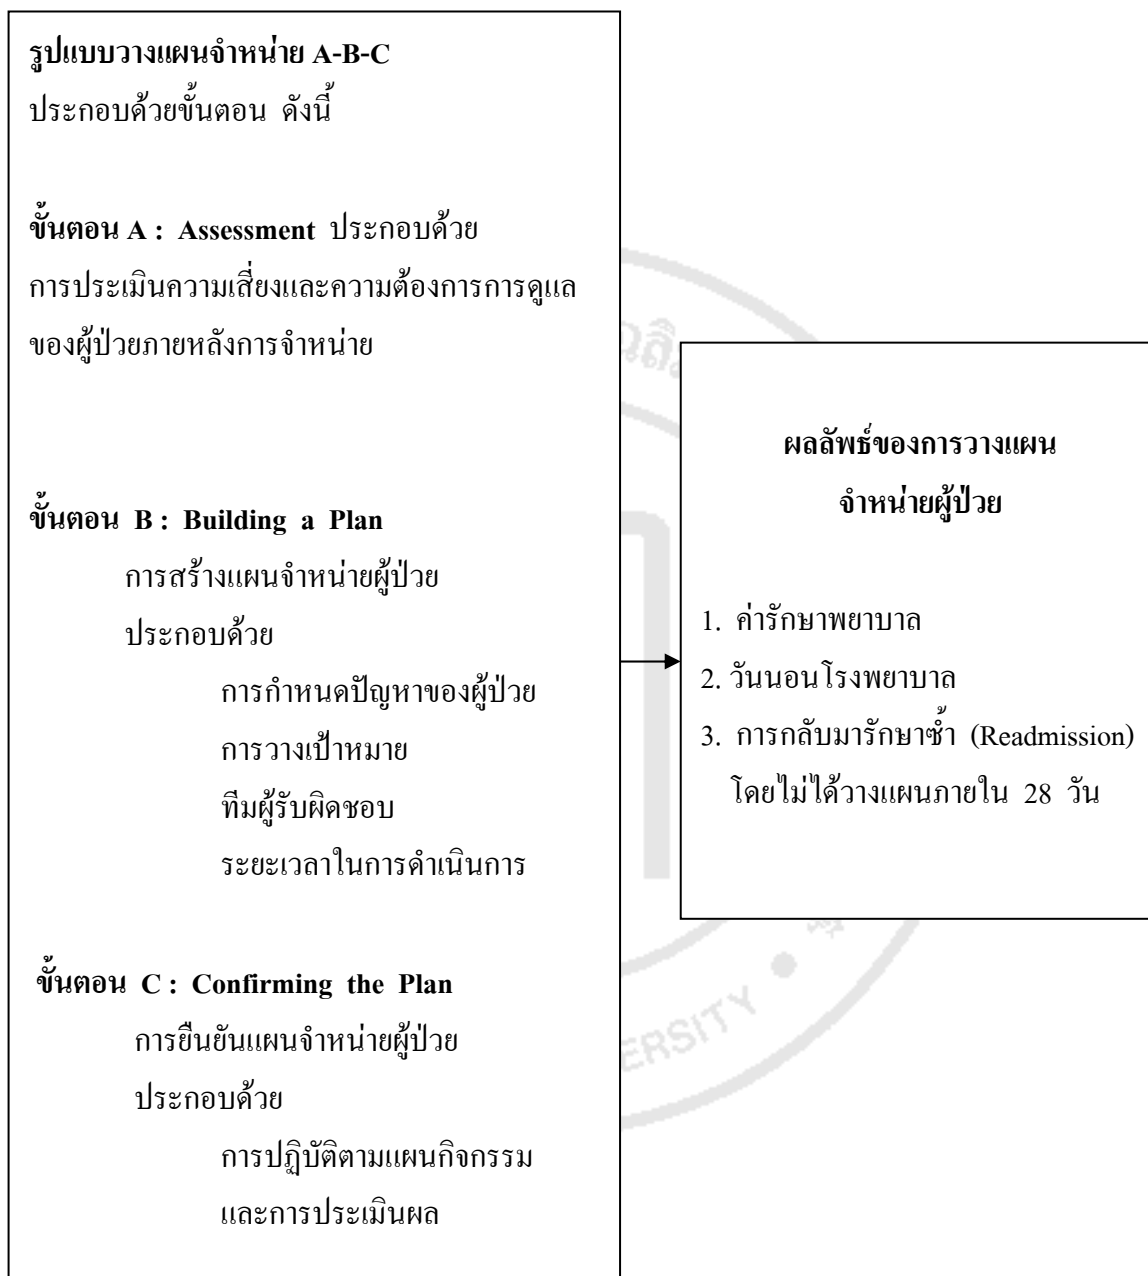 รูปแบบวางแผนจำหน่าย A-B-C
ประกอบด้วยขั้นตอน ดังนี้
ขั้นตอน A : Assessment ประกอบด้วย
การประเมินความเสี่ยงและความต้องการการดูแล
ของผู้ป่วยภายหลังการจำหน่าย
ขั้นตอน B : Building a Plan
การสร้างแผนจำหน่ายผู้ป่วย
ประกอบด้วย
การกำหนดปัญหาของผู้ป่วย
การวางเป้าหมาย
ทีมผู้รับผิดชอบ
ระยะเวลาในการดำเนินการ
ขั้นตอน C : Confirming the Plan
การยืนยันแผนจำหน่ายผู้ป่วย
ประกอบด้วย
การปฏิบัติตามแผนกิจกรรม
และการประเมินผล
ผลลัพธ์ของการวางแผน
จำหน่ายผู้ป่วย
1. ค่ารักษาพยาบาล
2. วันนอนโรงพยาบาล
3. การกลับมารักษาซ้ำ (Readmission)
โดยไม่ได้วางแผนภายใน 28 วัน